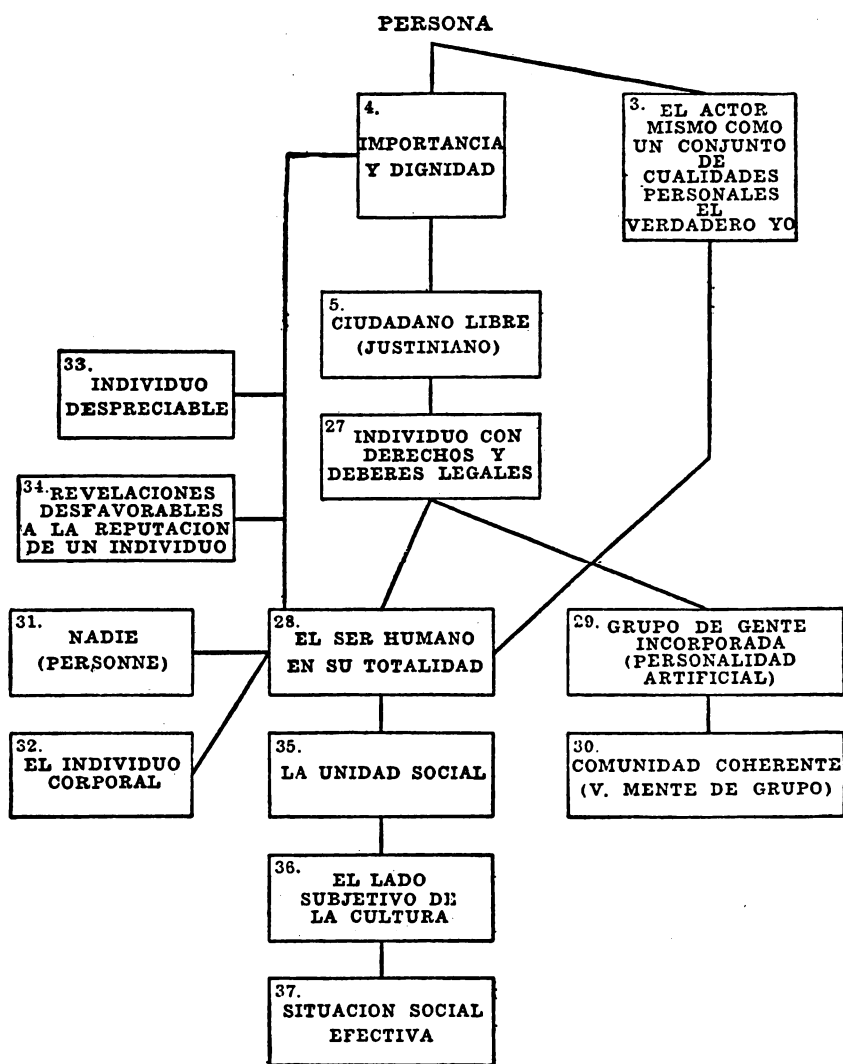 PERSONA
4.
IMPORTANCIA
Y DIGNIDAD
3. EL ACTOR
MISMO COMO
UN CONJUNTO
DE
CUALIDADES
PERSONALES
EL
VERDADERO YO
5.
CIUDADANO LIBRE
(JUSTINIANO)
33.
INDIVIDUO
DESPRECIABLE
27 INDIVIDUO CON
DERECHOS Y
DEBERES LEGALES
34. REVELACIONES
DESFAVORABLES
A LA REPUTACION
DE UN INDIVIDUO
31.
NADIE
(PERSONNE)
28.
EL SER HUMANO
EN SU TOTALIDAD
29. GRUPO DE GENTE
INCORPORADA
(PERSONALIDAD
ARTIFICIAL)
32.
EL INDIVIDUO
CORPORAL
35.
LA UNIDAD SOCIAL
30.
COMUNIDAD COHERENTE
(V. MENTE DE GRUPO)
36.
EL LADO
SUBJETIVO DE
LA CULTURA
37.
SITUACION SOCIAL
EFECTIVA